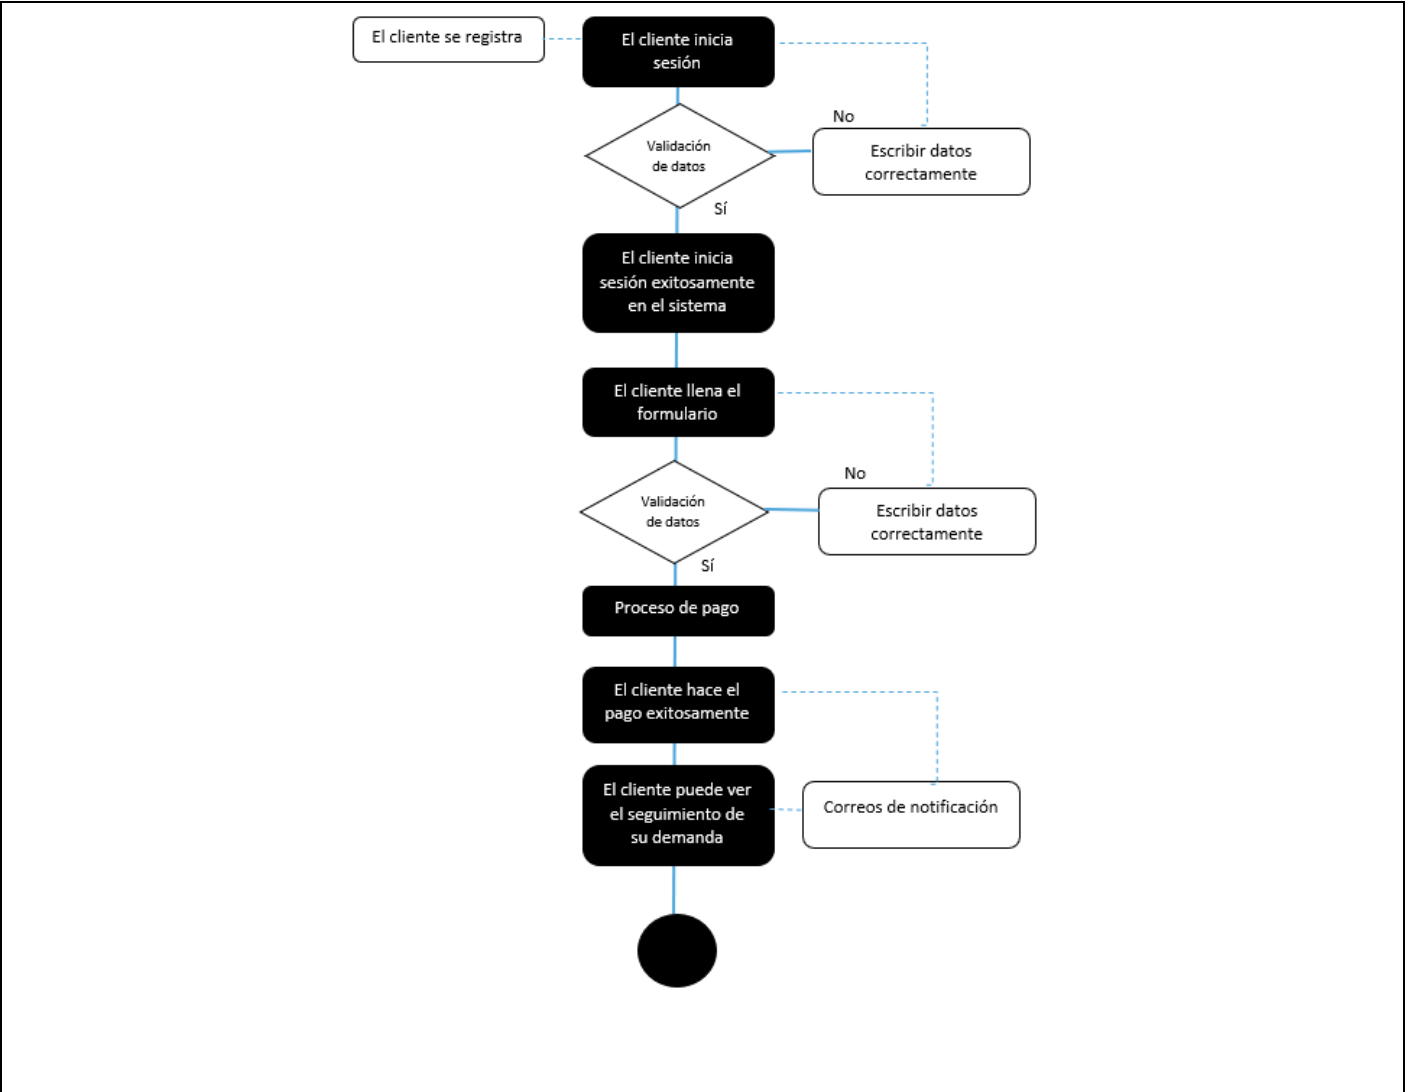 El cliente se registra
El cliente inicia
sesión
No
Validación
de datos
Escribir datos
correctamente
Sí
El cliente inicia
sesión exitosamente
en el sistema
El cliente llena el
formulario
No
Validación
de datos
Escribir datos
correctamente
Sí
Proceso de pago
El cliente hace el
pago exitosamente
El cliente puede ver
el seguimiento de
su demanda
Correos de notificación